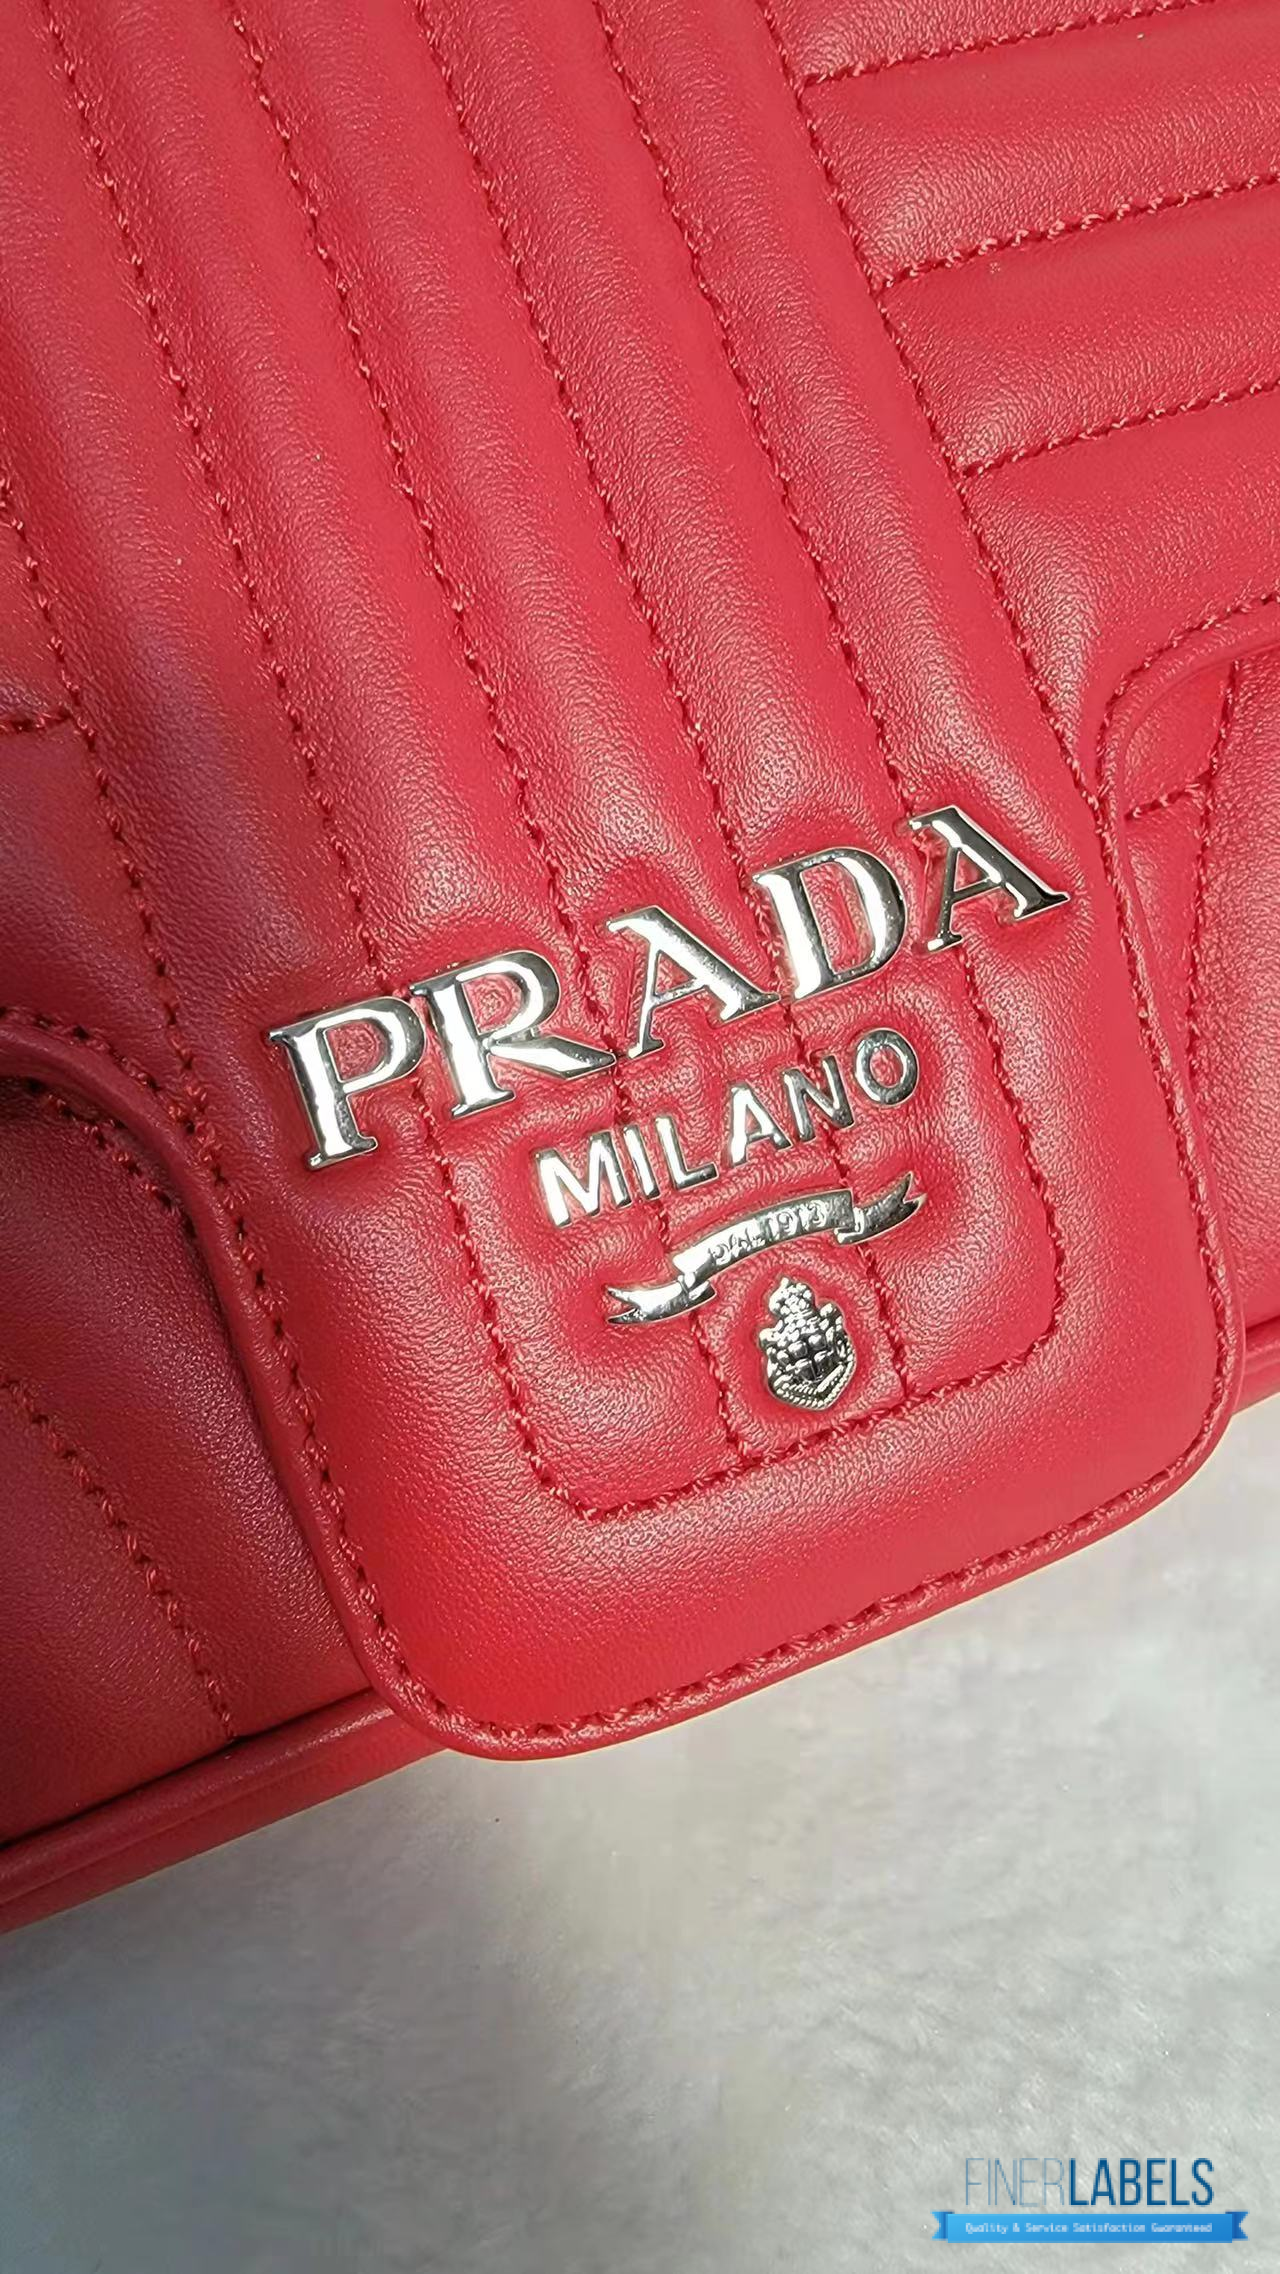 PRADA
MILANO
DAL 1913
FINERLABELS
Quality & Service Satisfaction Guaranteed